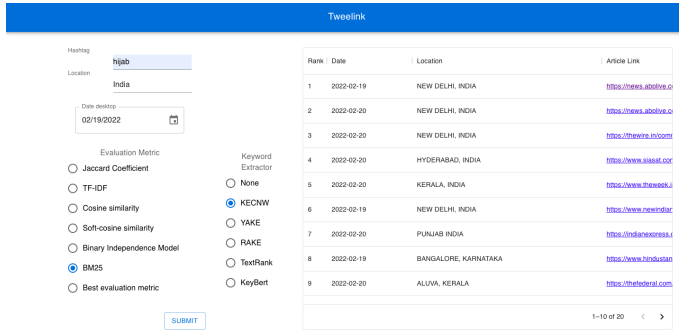 Tweelink
Hashtag
hijab
Location
India
Date desktop
02/19/2022
Evaluation Metric
Jaccard Coefficient
TF-IDF
Cosine similarity
Soft-cosine similarity
Binary Independence Model
BM25
Best evaluation metric
Keyword
Extractor
None
KECNW
YAKE
RAKE
TextRank
KeyBert
SUBMIT
Rank Date Location Article Link
1 2022-02-19 NEW DELHI, INDIA https://news.abplive.c
2 2022-02-20 NEW DELHI, INDIA https://news.abplive.c
3 2022-02-20 NEW DELHI, INDIA https://thewire.in/comm
4 2022-02-20 HYDERABAD, INDIA https://www.siasat.cor
5 2022-02-20 KERALA, INDIA https://www.theweek.i
6 2022-02-19 NEW DELHI, INDIA https://www.newindiar
7 2022-02-20 PUNJAB INDIA https://indianexpress.c
8 2022-02-19 BANGALORE, KARNATAKA https://www.hindustan
9 2022-02-20 ALUVA, KERALA https://thefederal.com
1–10 of 20